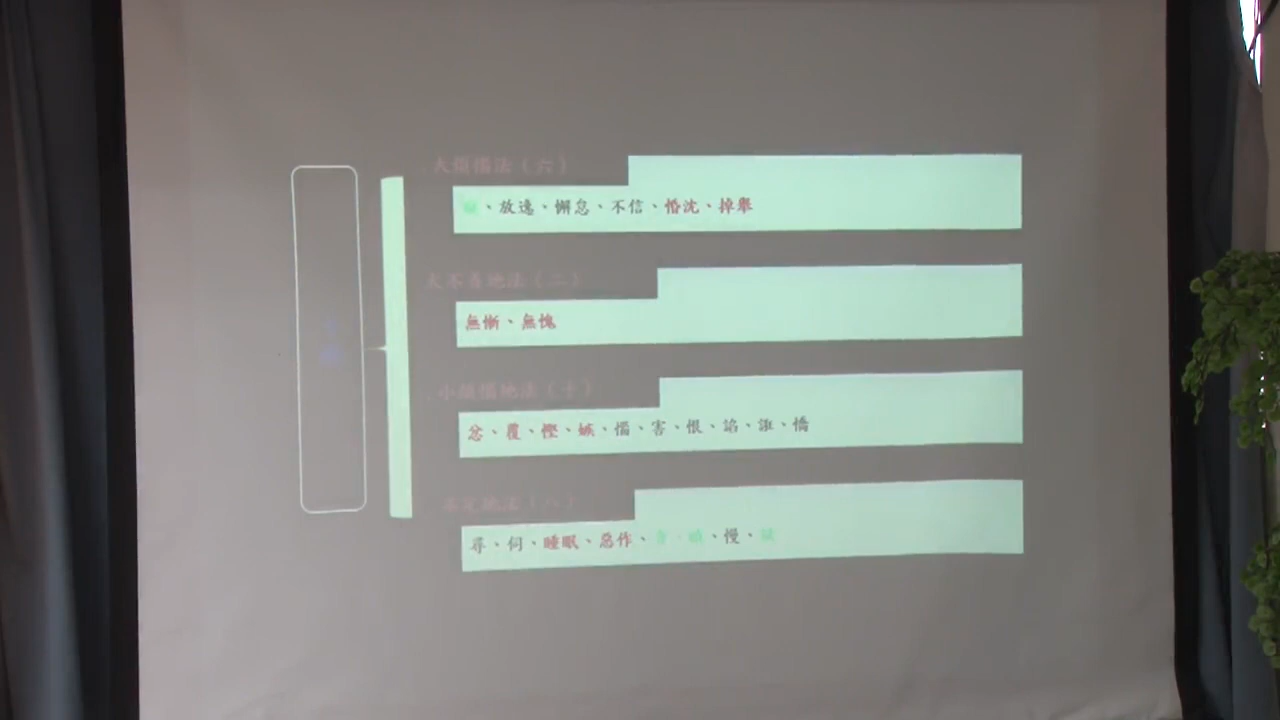 大煩惱法（六）
、放逸、懈怠、不信、惛沈、掉舉
大不善地法（二）
無慚、無愧
小煩惱地法（十）
忿、覆、慳、嫉、惱、害、恨、諂、誑、憍
不定地法（八）
尋、伺、睡眠、惡作、貪、瞋、慢、